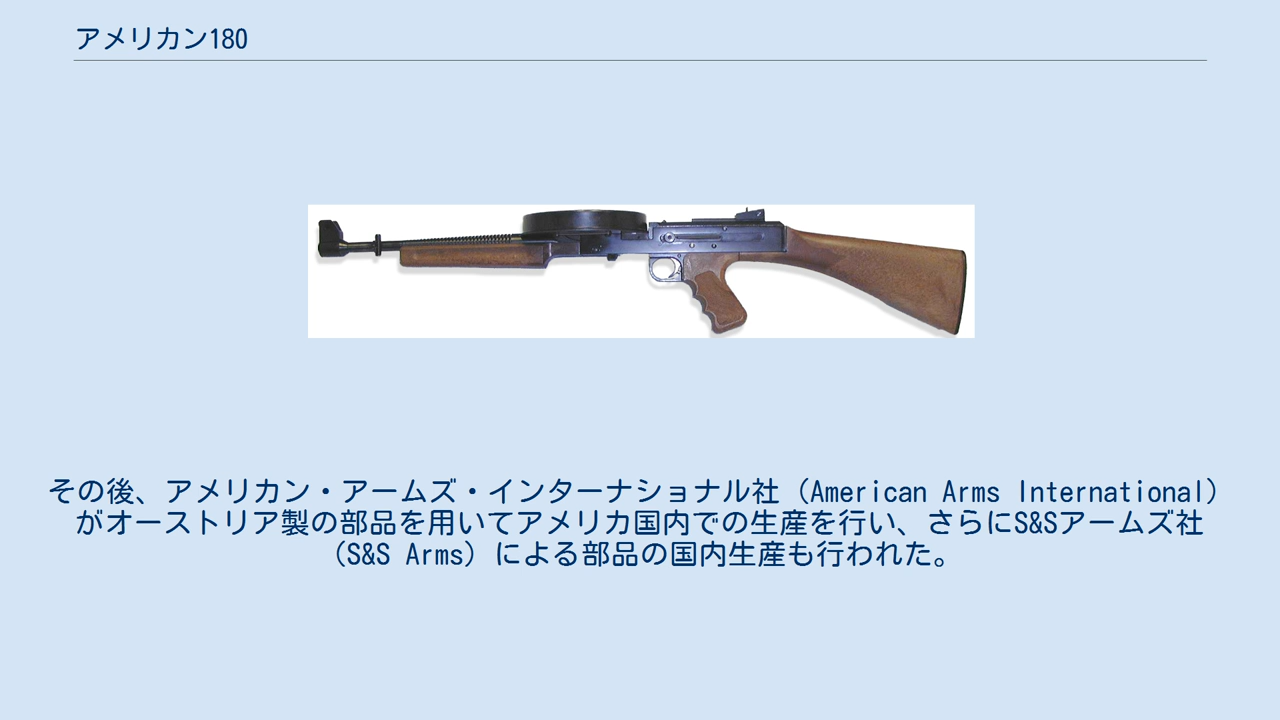 アメリカン180
その後、アメリカン・アームズ・インターナショナル社（American Arms International）
がオーストリア製の部品を用いてアメリカ国内での生産を行い、さらにS&Sアームズ社
（S&S Arms）による部品の国内生産も行われた。